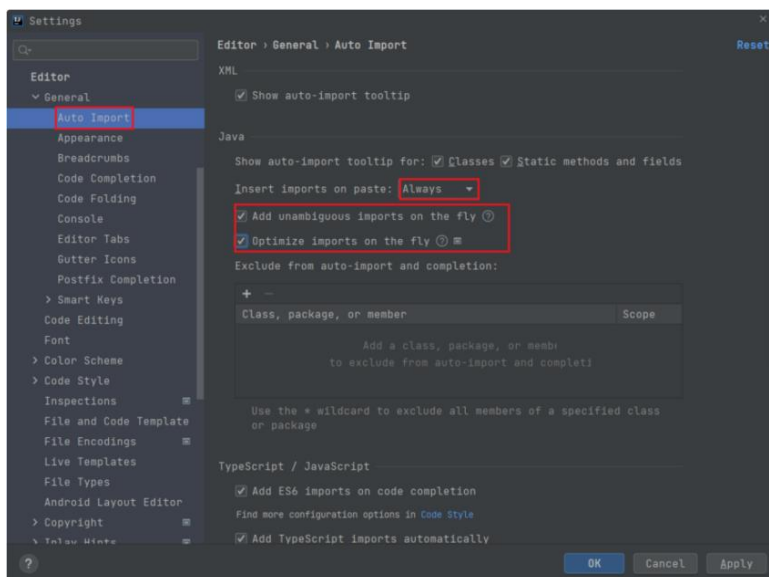 Settings
Editor › General › Auto Import
Reset
Editor
General
Auto Import
Appearance
Breadcrumbs
Code Completion
Code Folding
Console
Editor Tabs
Gutter Icons
Postfix Completion
Smart Keys
Code Editing
Font
Color Scheme
Code Style
Inspections
File and Code Template
File Encodings
Live Templates
File Types
Android Layout Editor
Copyright
Inlay Hints
XML
Show auto-import tooltip
Java
Show auto-import tooltip for: Classes Static methods and fields
Insert imports on paste: Always
Add unambiguous imports on the fly ?
Optimize imports on the fly ?
Exclude from auto-import and completion:
+ −
Class, package, or member Scope
Add a class, package, or membe
to exclude from auto-import and completi
Use the * wildcard to exclude all members of a specified class
or package
TypeScript / JavaScript
Add ES6 imports on code completion
Find more configuration options in Code Style
Add TypeScript imports automatically
?
OK Cancel Apply